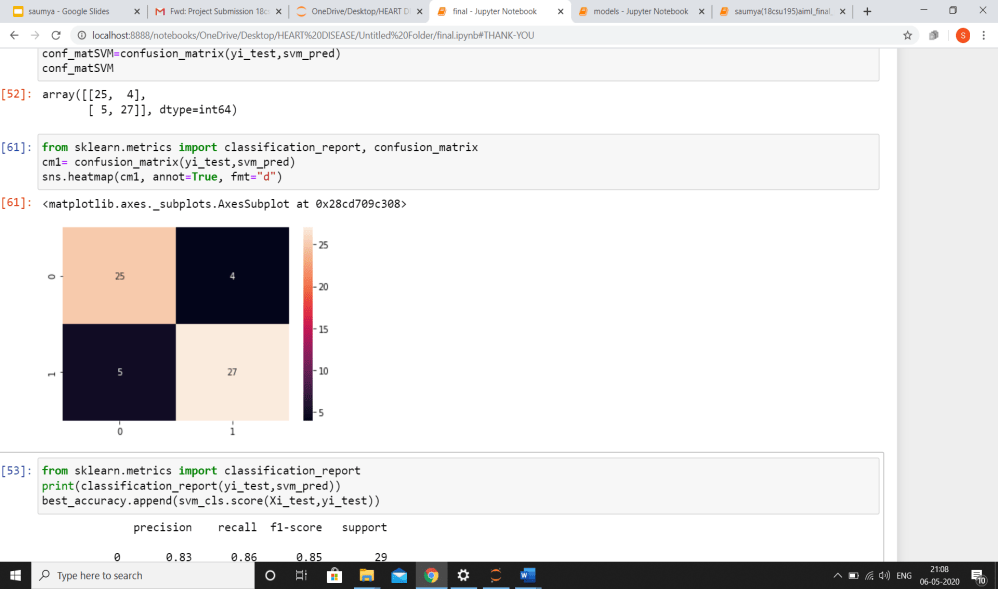 saumya - Google Slides
Fwd: Project Submission 18c
OneDrive/Desktop/HEART D
final - Jupyter Notebook
models - Jupyter Notebook
saumya(18csu195)aiml_final_
localhost:8888/notebooks/OneDrive/Desktop/HEART%20DISEASE/Untitled%20Folder/final.ipynb#THANK-YOU
S
conf_matSVM=confusion_matrix(yi_test,svm_pred)
conf_matSVM
[52]: array([[25,  4],
[ 5, 27]], dtype=int64)
[61]: from sklearn.metrics import classification_report, confusion_matrix
cm1= confusion_matrix(yi_test,svm_pred)
sns.heatmap(cm1, annot=True, fmt="d")
[61]: <matplotlib.axes._subplots.AxesSubplot at 0x28cd709c308>
0 25 4
1 5 27
0 1
25
20
15
10
5
[53]: from sklearn.metrics import classification_report
print(classification_report(yi_test,svm_pred))
best_accuracy.append(svm_cls.score(Xi_test,yi_test))
precision recall f1-score support
0 0.83 0.86 0.85 29
Type here to search
ENG
21:08
06-05-2020
10